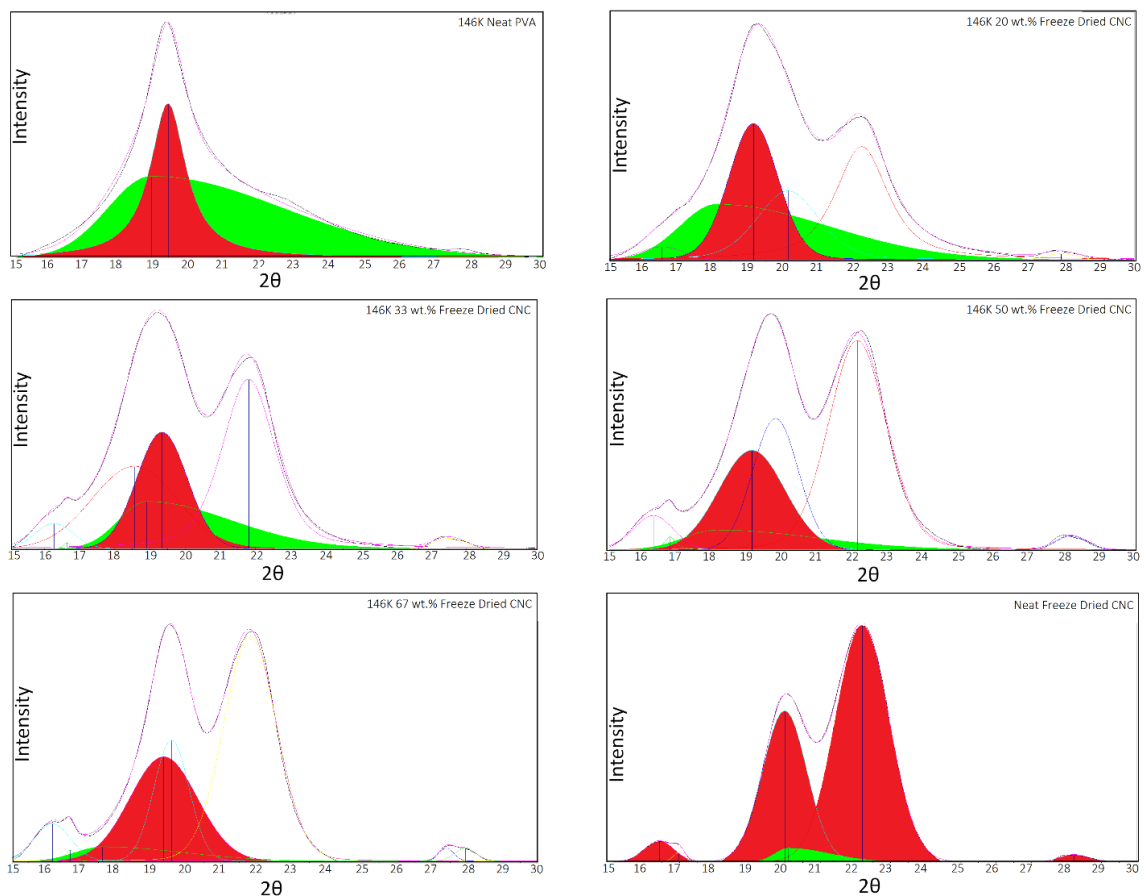 146K Neat PVA
Intensity
15 16 17 18 19 20 21 22 23 24 25 26 27 28 29 30
2θ
146K 20 wt.% Freeze Dried CNC
Intensity
15 16 17 18 19 20 21 22 23 24 25 26 27 28 29 30
2θ
146K 33 wt.% Freeze Dried CNC
Intensity
15 16 17 18 19 20 21 22 23 24 25 26 27 28 29 30
2θ
146K 50 wt.% Freeze Dried CNC
Intensity
15 16 17 18 19 20 21 22 23 24 25 26 27 28 29 30
2θ
146K 67 wt.% Freeze Dried CNC
Intensity
15 16 17 18 19 20 21 22 23 24 25 26 27 28 29 30
2θ
Neat Freeze Dried CNC
Intensity
15 16 17 18 19 20 21 22 23 24 25 26 27 28 29 30
2θ